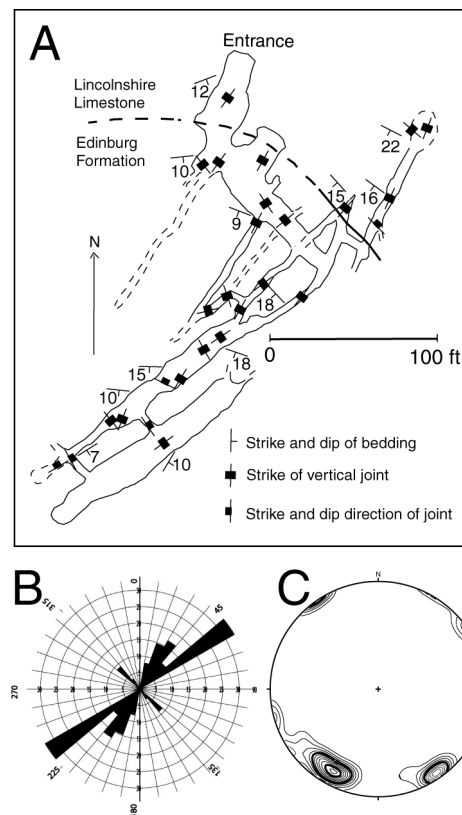 A
Entrance
12
Lincolnshire
Limestone
Edinburg
Formation
22
10
15
16
9
N
18
0
100 ft
15
18
10
7
10
Strike and dip of bedding
Strike of vertical joint
Strike and dip direction of joint
B
C
0
N
315
45
270
225
135
180